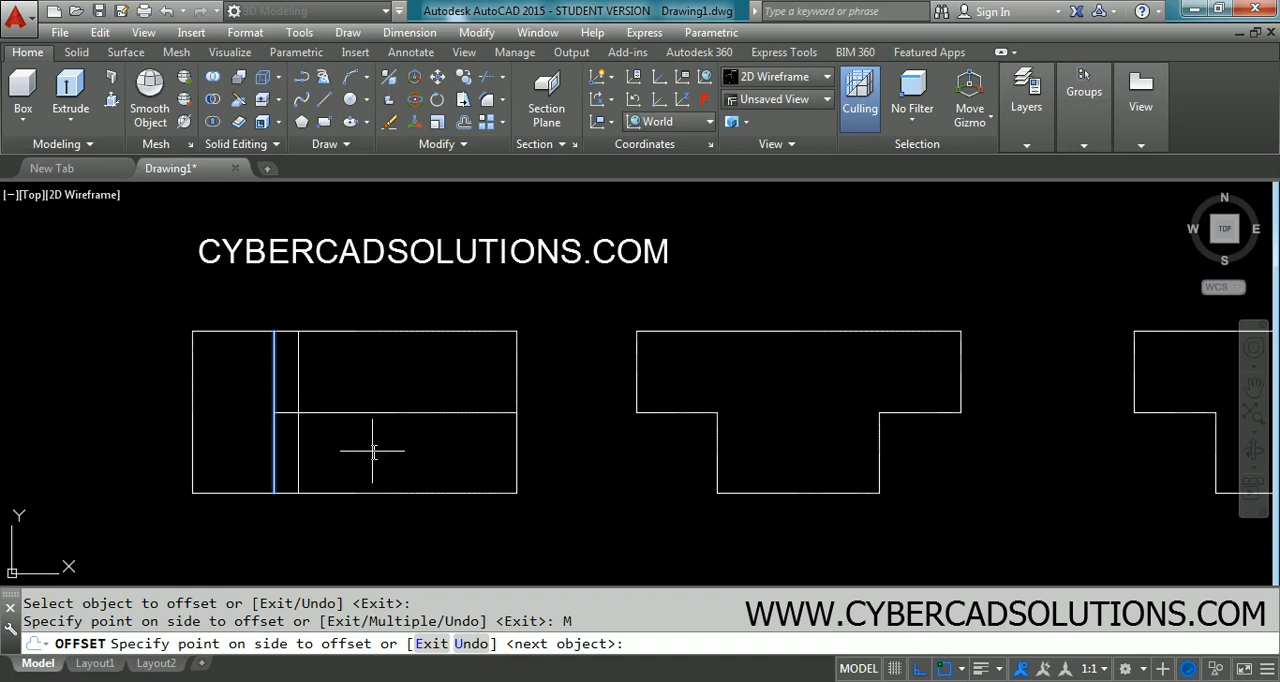 3D Modeling
Autodesk AutoCAD 2015 - STUDENT VERSION Drawing1.dwg
Type a keyword or phrase
Sign In
File Edit View Insert Format Tools Draw Dimension Modify Window Help Express Parametric
Home Solid Surface Mesh Visualize Parametric Insert Annotate View Manage Output Add-ins Autodesk 360 Express Tools BIM 360 Featured Apps
Box Extrude Smooth Object Section Plane
2D Wireframe
Unsaved View
World
Culling No Filter Move Gizmo Layers Groups View
Modeling Mesh Solid Editing Draw Modify Section Coordinates View Selection
New Tab Drawing1*
[−][Top][2D Wireframe]
N
W TOP E
S
WCS
CYBERCADSOLUTIONS.COM
Y
X
Select object to offset or [Exit/Undo] <Exit>:
Specify point on side to offset or [Exit/Multiple/Undo] <Exit>: M
OFFSET Specify point on side to offset or [Exit Undo] <next object>:
WWW.CYBERCADSOLUTIONS.COM
Model Layout1 Layout2 +
MODEL 1:1